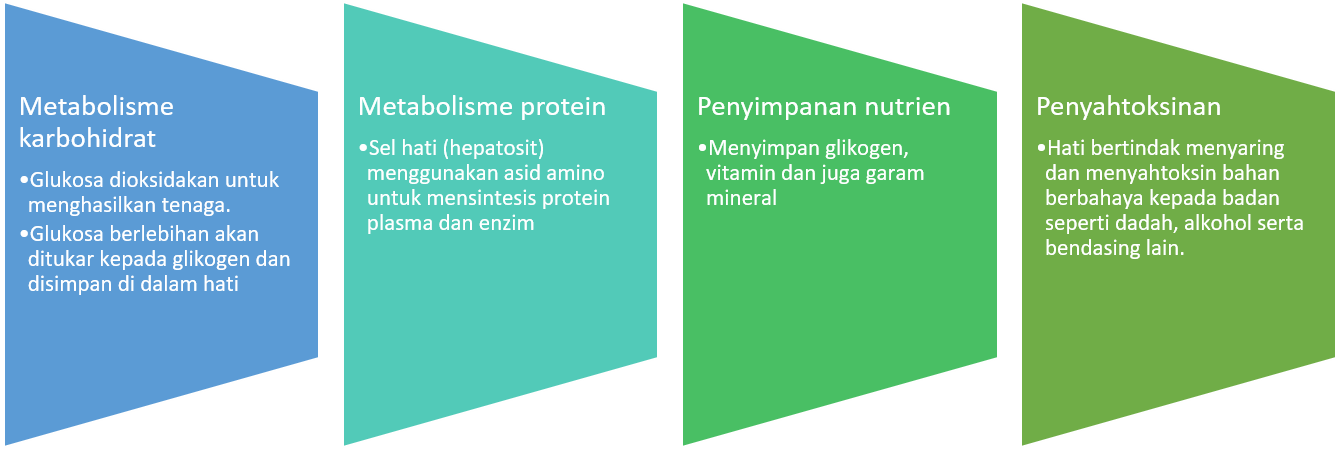 Metabolisme
karbohidrat
•Glukosa dioksidakan untuk
menghasilkan tenaga.
•Glukosa berlebihan akan
ditukar kepada glikogen dan
disimpan di dalam hati
Metabolisme protein
•Sel hati (hepatosit)
menggunakan asid amino
untuk mensintesis protein
plasma dan enzim
Penyimpanan nutrien
•Menyimpan glikogen,
vitamin dan juga garam
mineral
Penyahtoksinan
•Hati bertindak menyaring
dan menyahtoksin bahan
berbahaya kepada badan
seperti dadah, alkohol serta
bendasing lain.